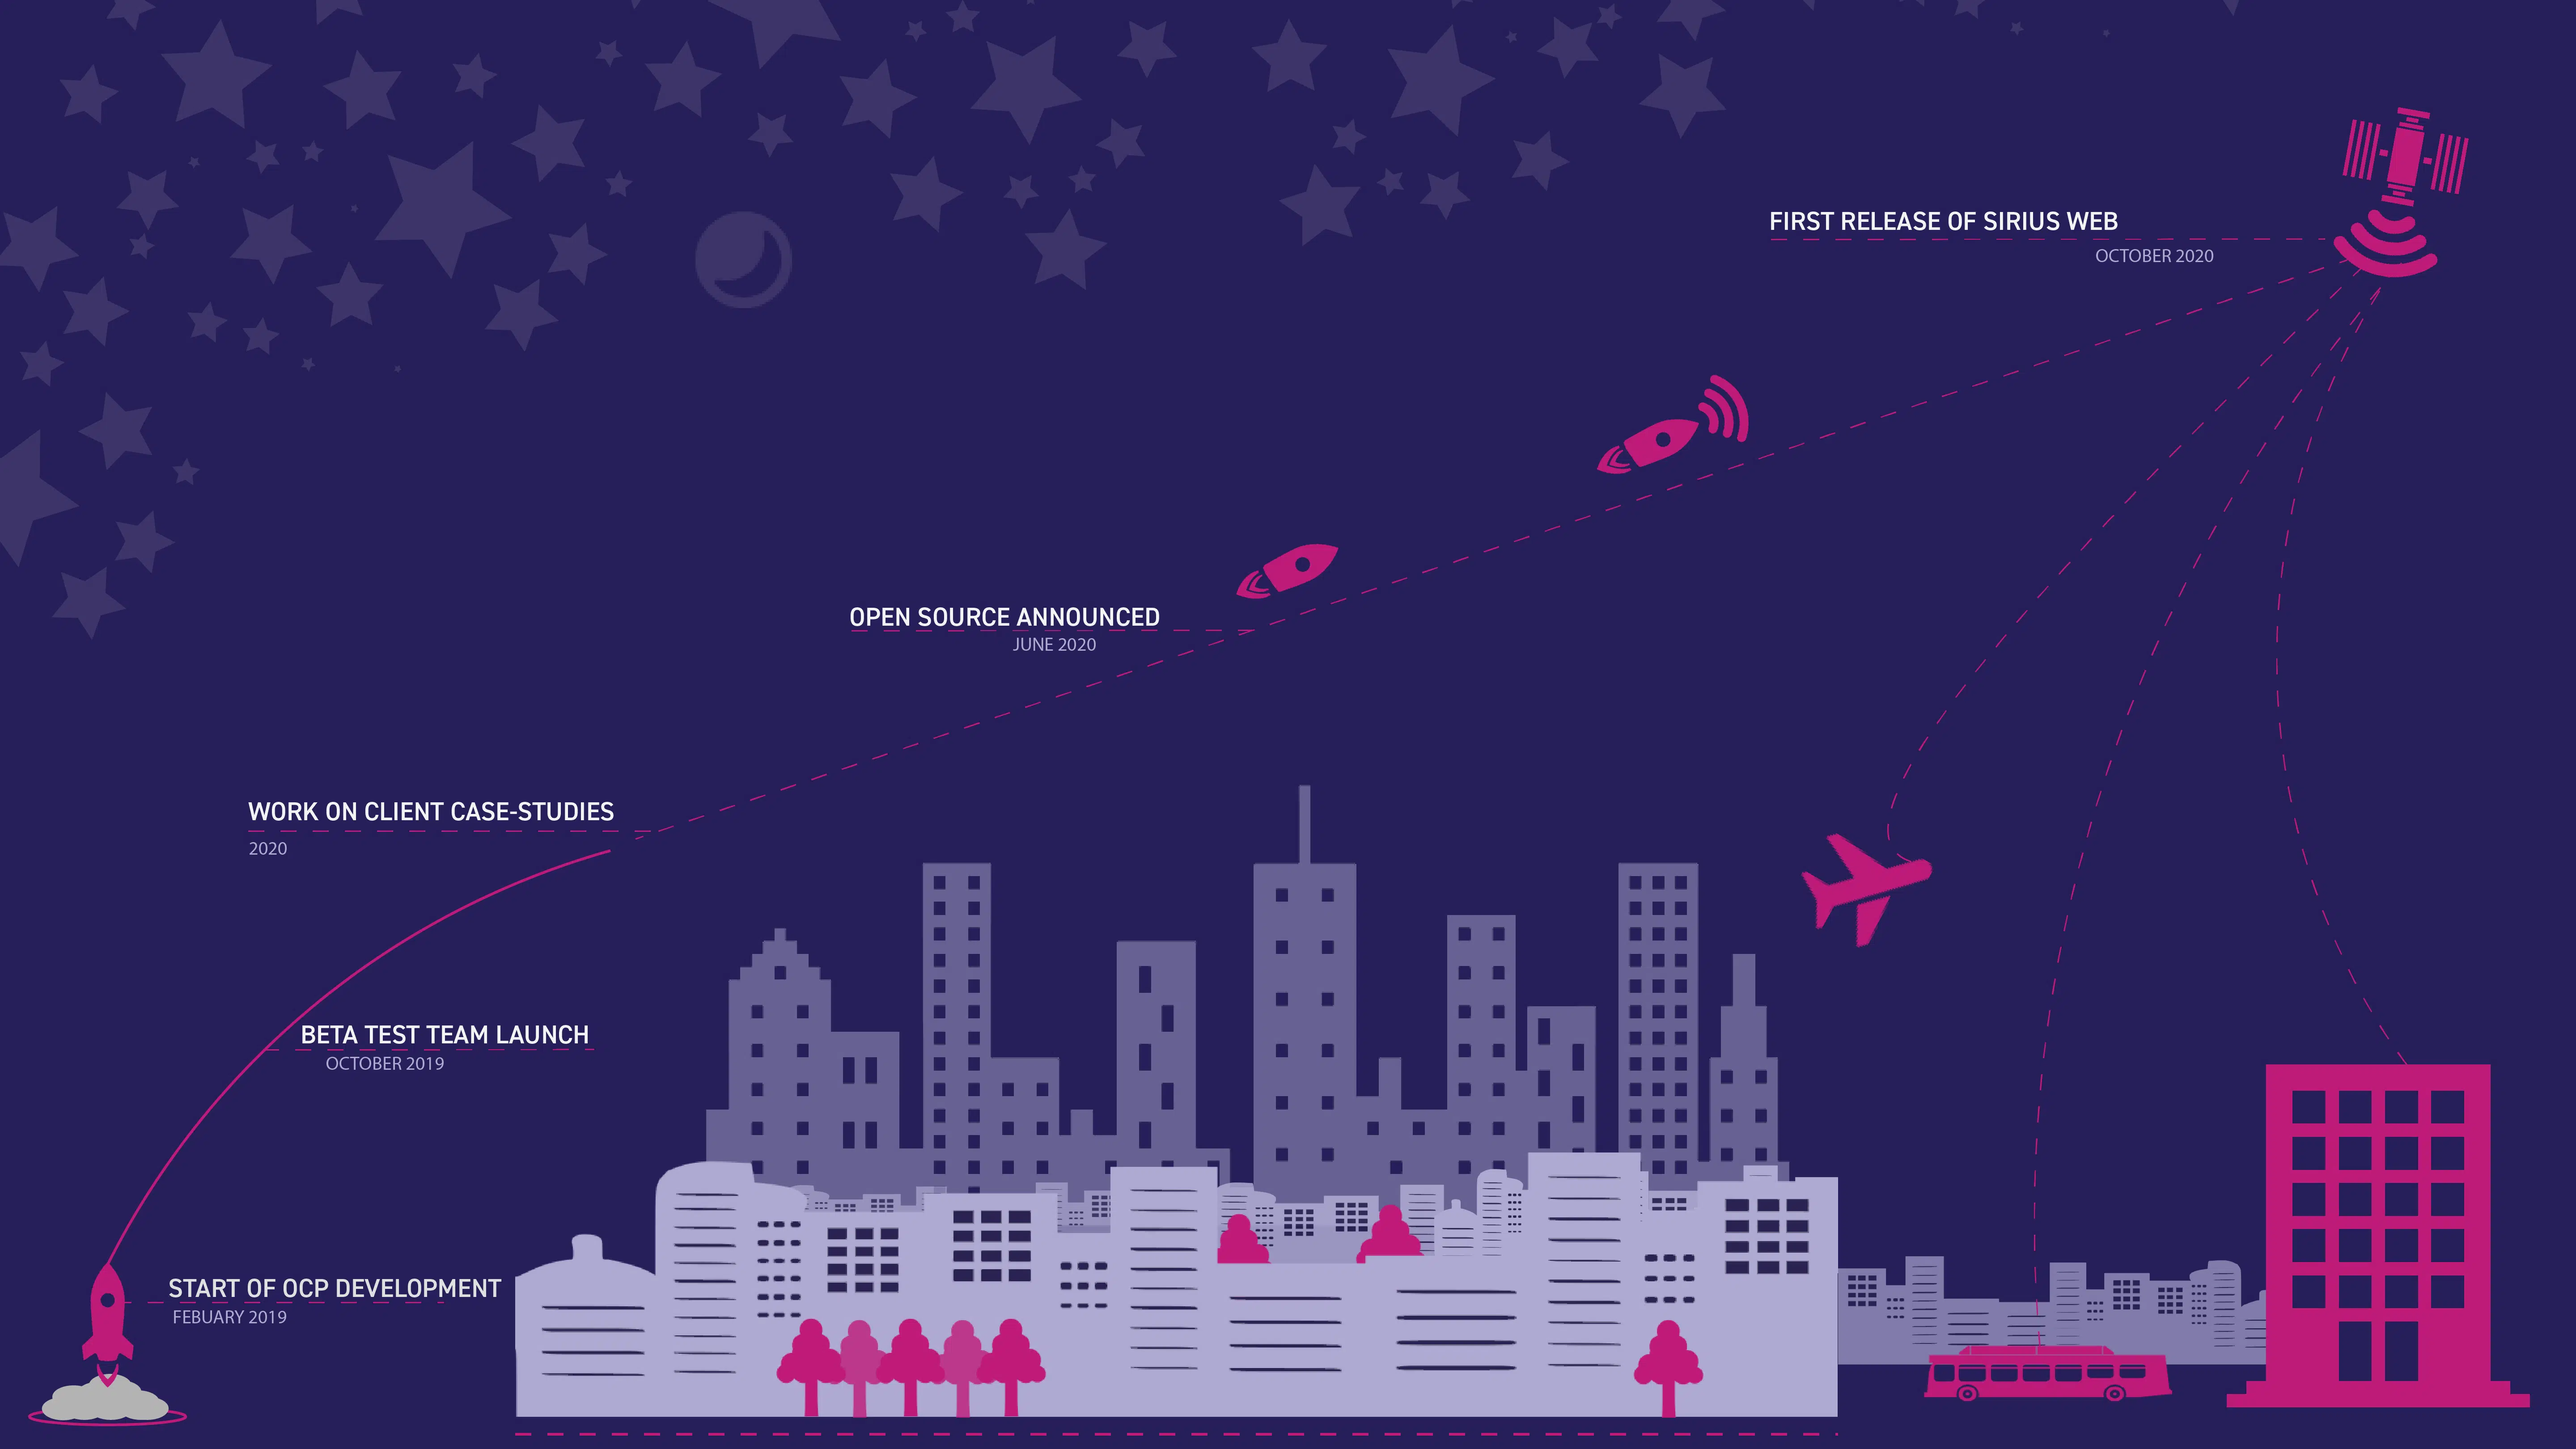 FIRST RELEASE OF SIRIUS WEB
OCTOBER 2020
OPEN SOURCE ANNOUNCED
JUNE 2020
WORK ON CLIENT CASE-STUDIES
2020
BETA TEST TEAM LAUNCH
OCTOBER 2019
START OF OCP DEVELOPMENT
FEBUARY 2019